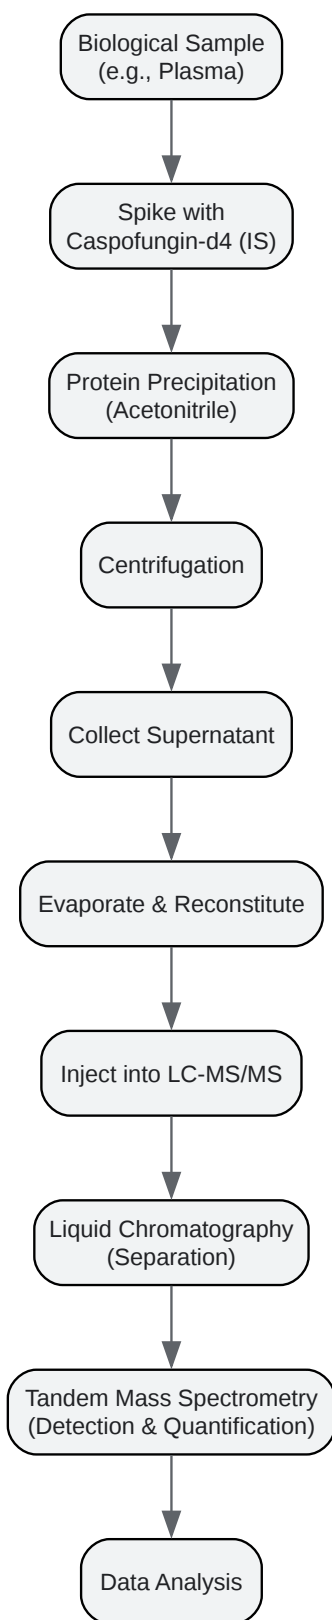 Biological Sample
(e.g., Plasma)
Spike with
Caspofungin-d4 (IS)
Protein Precipitation
(Acetonitrile)
Centrifugation
Collect Supernatant
Evaporate & Reconstitute
Inject into LC-MS/MS
Liquid Chromatography
(Separation)
Tandem Mass Spectrometry
(Detection & Quantification)
Data Analysis